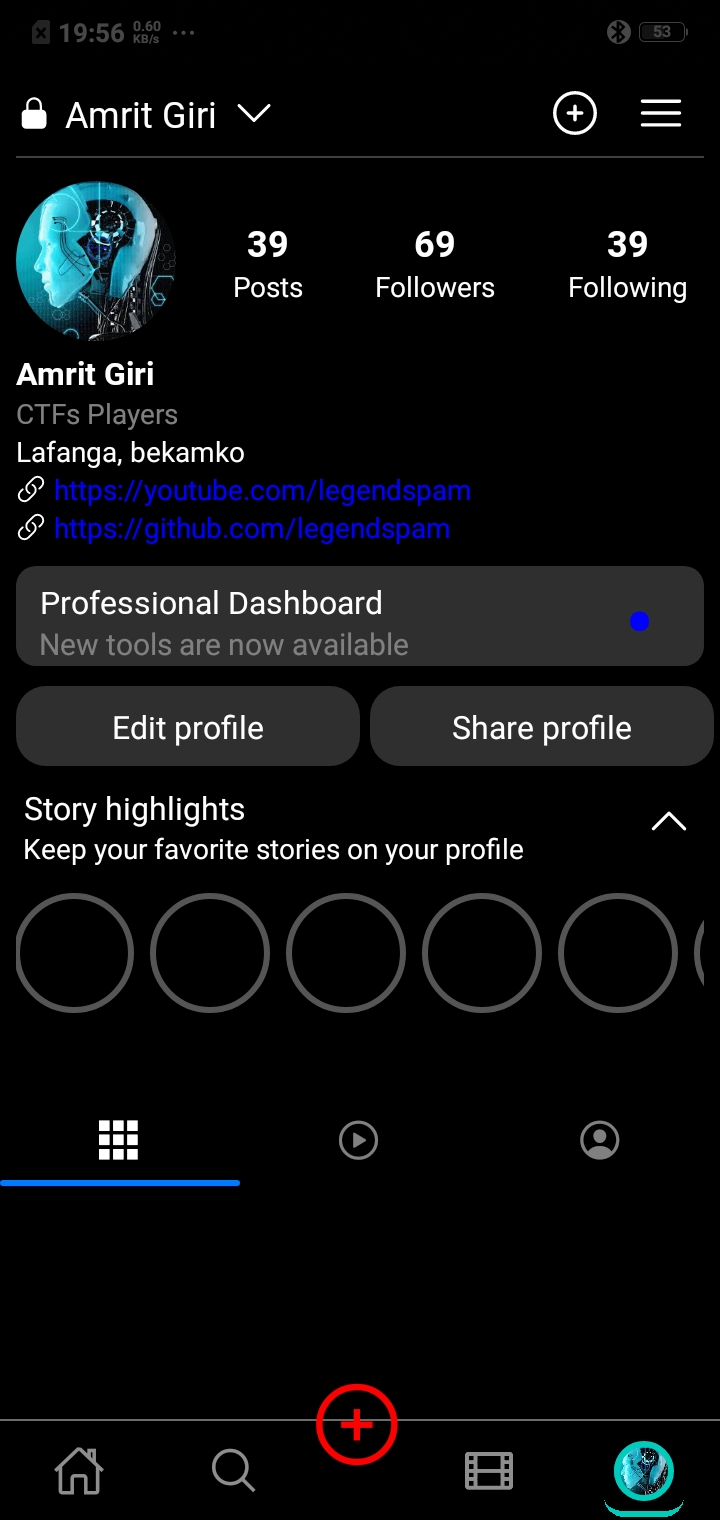 19:56 0.60 KB/s ... 53
Amrit Giri
39 69 39
Posts Followers Following
Amrit Giri
CTFs Players
Lafanga, bekamko
https://youtube.com/legendspam
https://github.com/legendspam
Professional Dashboard
New tools are now available
Edit profile Share profile
Story highlights
Keep your favorite stories on your profile